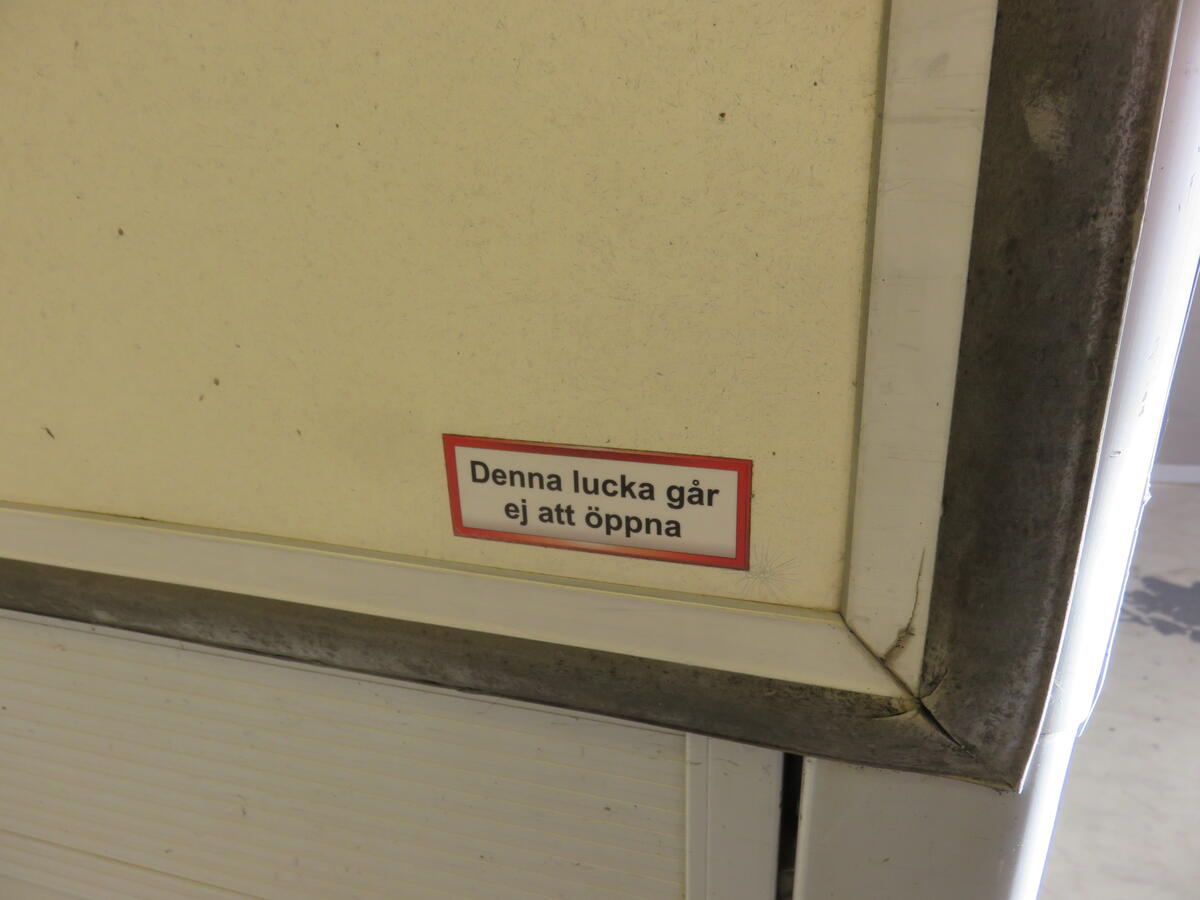 Denna lucka går
ej att öppna